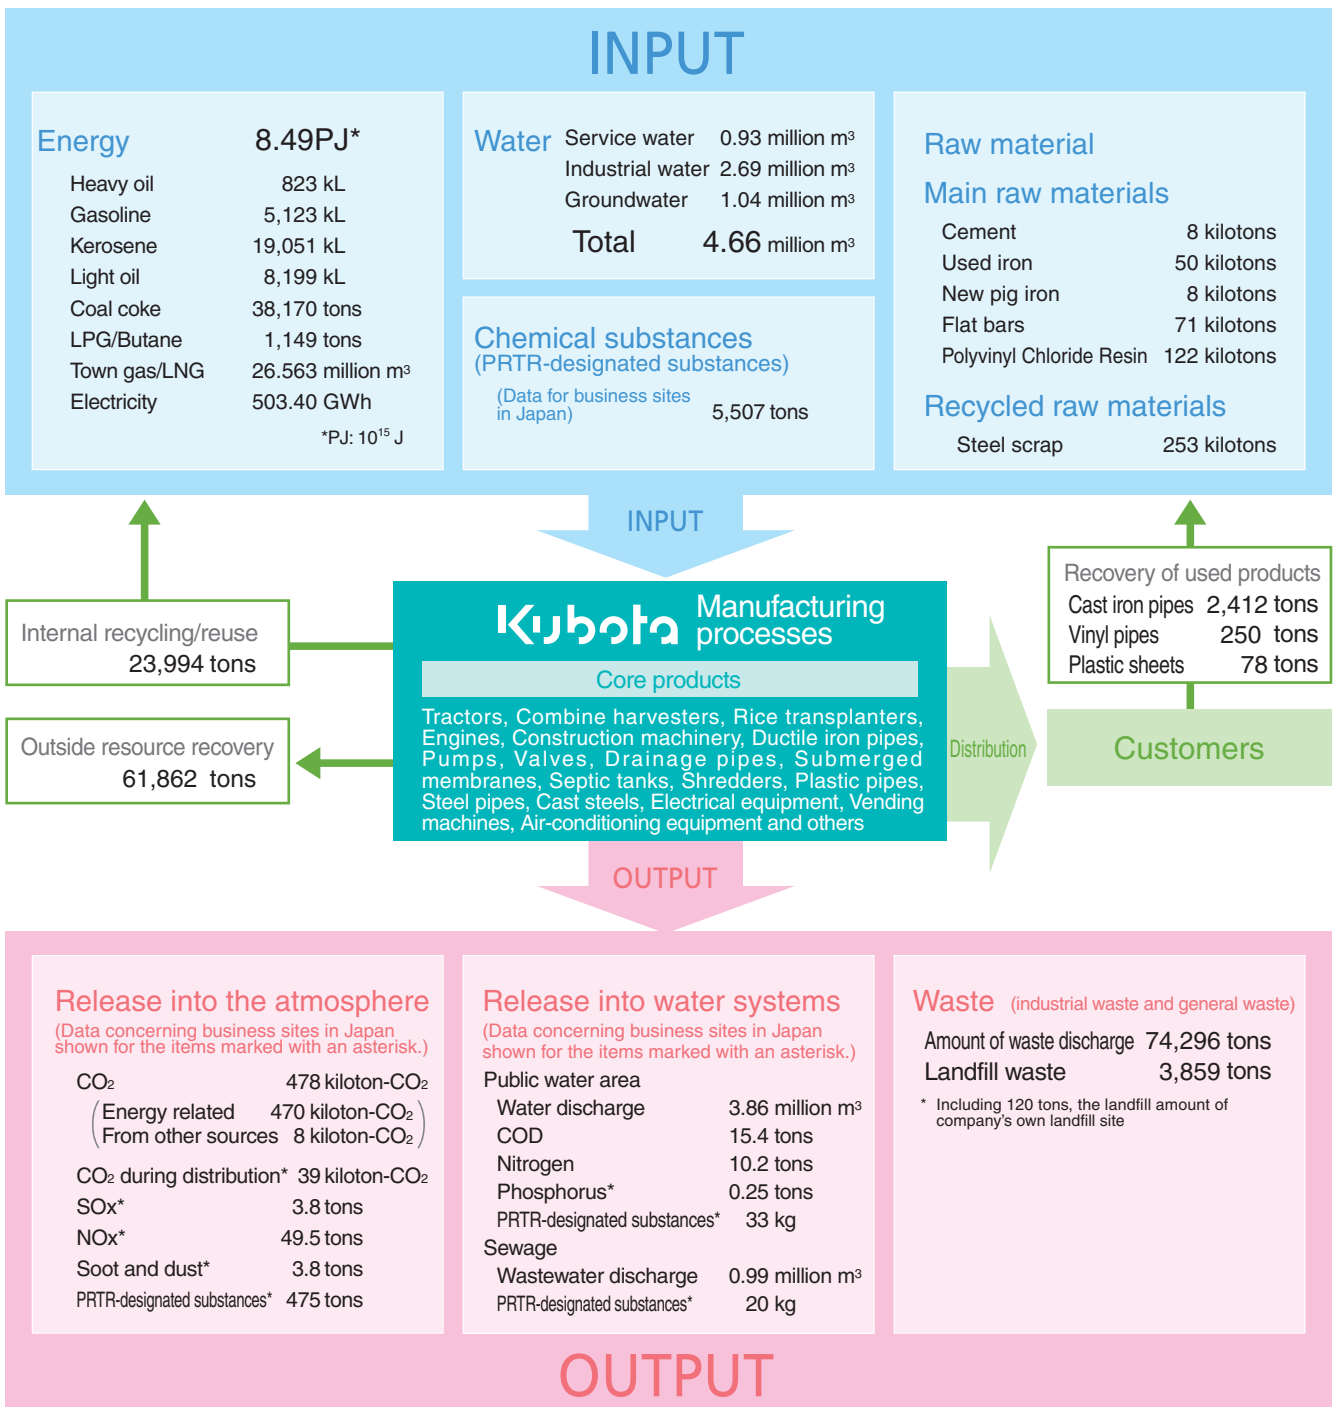 INPUT
Energy 8.49PJ*
Heavy oil 823 kL
Gasoline 5,123 kL
Kerosene 19,051 kL
Light oil 8,199 kL
Coal coke 38,170 tons
LPG/Butane 1,149 tons
Town gas/LNG 26.563 million m³
Electricity 503.40 GWh
*PJ: 10¹⁵ J
Water Service water 0.93 million m³
Industrial water 2.69 million m³
Groundwater 1.04 million m³
Total 4.66 million m³
Chemical substances
(PRTR-designated substances)
(Data for business sites
in Japan) 5,507 tons
Raw material
Main raw materials
Cement 8 kilotons
Used iron 50 kilotons
New pig iron 8 kilotons
Flat bars 71 kilotons
Polyvinyl Chloride Resin 122 kilotons
Recycled raw materials
Steel scrap 253 kilotons
INPUT
Internal recycling/reuse
23,994 tons
Outside resource recovery
61,862 tons
Kubota Manufacturing
processes
Core products
Tractors, Combine harvesters, Rice transplanters,
Engines, Construction machinery, Ductile iron pipes,
Pumps, Valves, Drainage pipes, Submerged
membranes, Septic tanks, Shredders, Plastic pipes,
Steel pipes, Cast steels, Electrical equipment, Vending
machines, Air-conditioning equipment and others
Distribution
Recovery of used products
Cast iron pipes 2,412 tons
Vinyl pipes 250 tons
Plastic sheets 78 tons
Customers
OUTPUT
Release into the atmosphere
(Data concerning business sites in Japan
shown for the items marked with an asterisk.)
CO₂ 478 kiloton-CO₂
(Energy related 470 kiloton-CO₂
From other sources 8 kiloton-CO₂)
CO₂ during distribution* 39 kiloton-CO₂
SOx* 3.8 tons
NOx* 49.5 tons
Soot and dust* 3.8 tons
PRTR-designated substances* 475 tons
Release into water systems
(Data concerning business sites in Japan
shown for the items marked with an asterisk.)
Public water area
Water discharge 3.86 million m³
COD 15.4 tons
Nitrogen 10.2 tons
Phosphorus* 0.25 tons
PRTR-designated substances* 33 kg
Sewage
Wastewater discharge 0.99 million m³
PRTR-designated substances* 20 kg
Waste (industrial waste and general waste)
Amount of waste discharge 74,296 tons
Landfill waste 3,859 tons
* Including 120 tons, the landfill amount of
company's own landfill site
OUTPUT